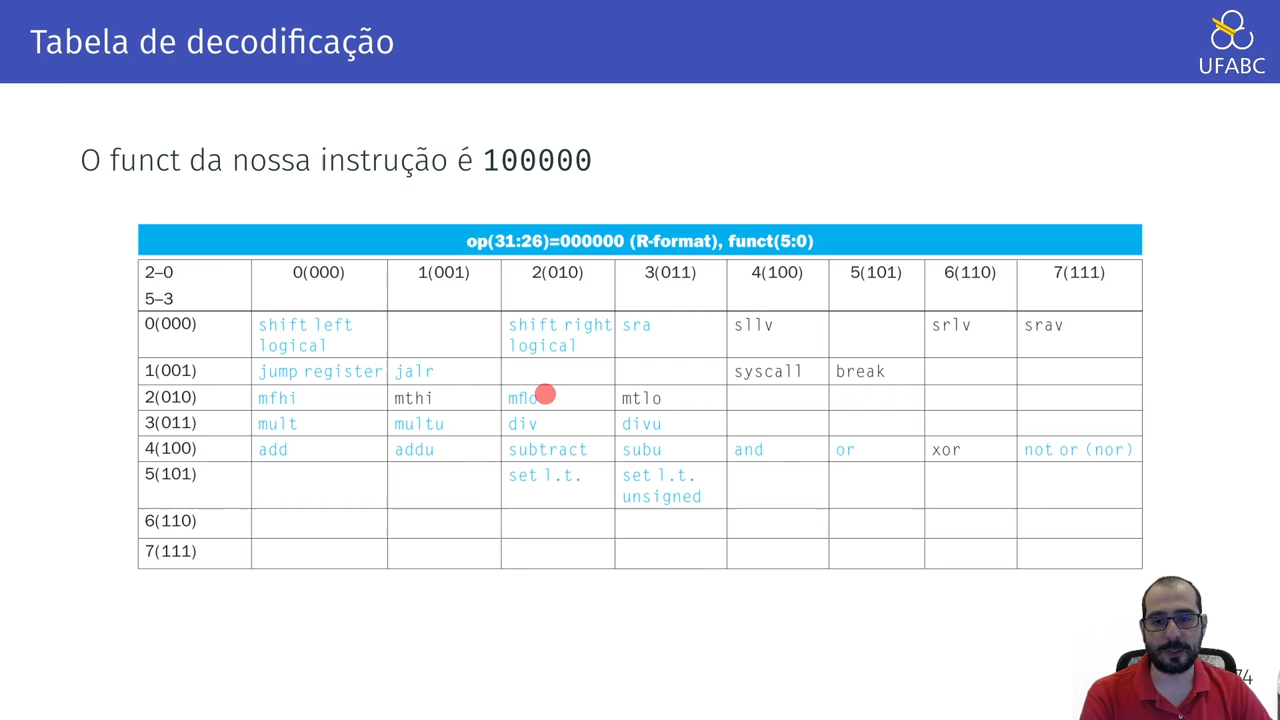 Tabela de decodificação
UFABC
O funct da nossa instrução é 100000
op(31:26)=000000 (R-format), funct(5:0)
2–0 0(000) 1(001) 2(010) 3(011) 4(100) 5(101) 6(110) 7(111)
5–3
0(000) shift left shift right sra sllv srlv srav
logical logical
1(001) jump register jalr syscall break
2(010) mfhi mthi mflo mtlo
3(011) mult multu div divu
4(100) add addu subtract subu and or xor not or (nor)
5(101) set l.t. set l.t.
unsigned
6(110)
7(111)